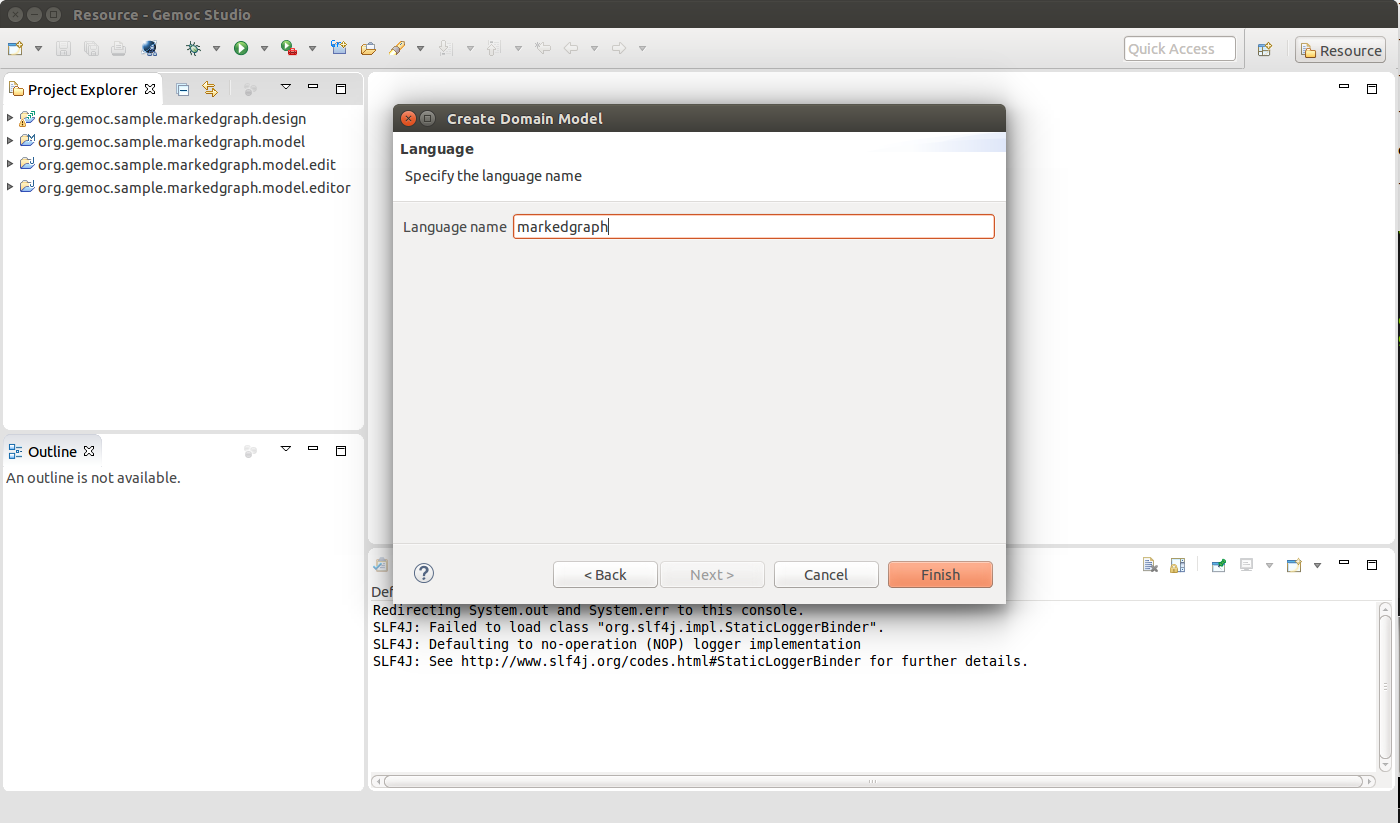 Resource - Gemoc Studio
Quick Access
Resource
Project Explorer
org.gemoc.sample.markedgraph.design
org.gemoc.sample.markedgraph.model
org.gemoc.sample.markedgraph.model.edit
org.gemoc.sample.markedgraph.model.editor
Outline
An outline is not available.
Create Domain Model
Language
Specify the language name
Language name markedgraph
?
< Back
Next >
Cancel
Finish
Def
Redirecting System.out and System.err to this console.
SLF4J: Failed to load class "org.slf4j.impl.StaticLoggerBinder".
SLF4J: Defaulting to no-operation (NOP) logger implementation
SLF4J: See http://www.slf4j.org/codes.html#StaticLoggerBinder for further details.